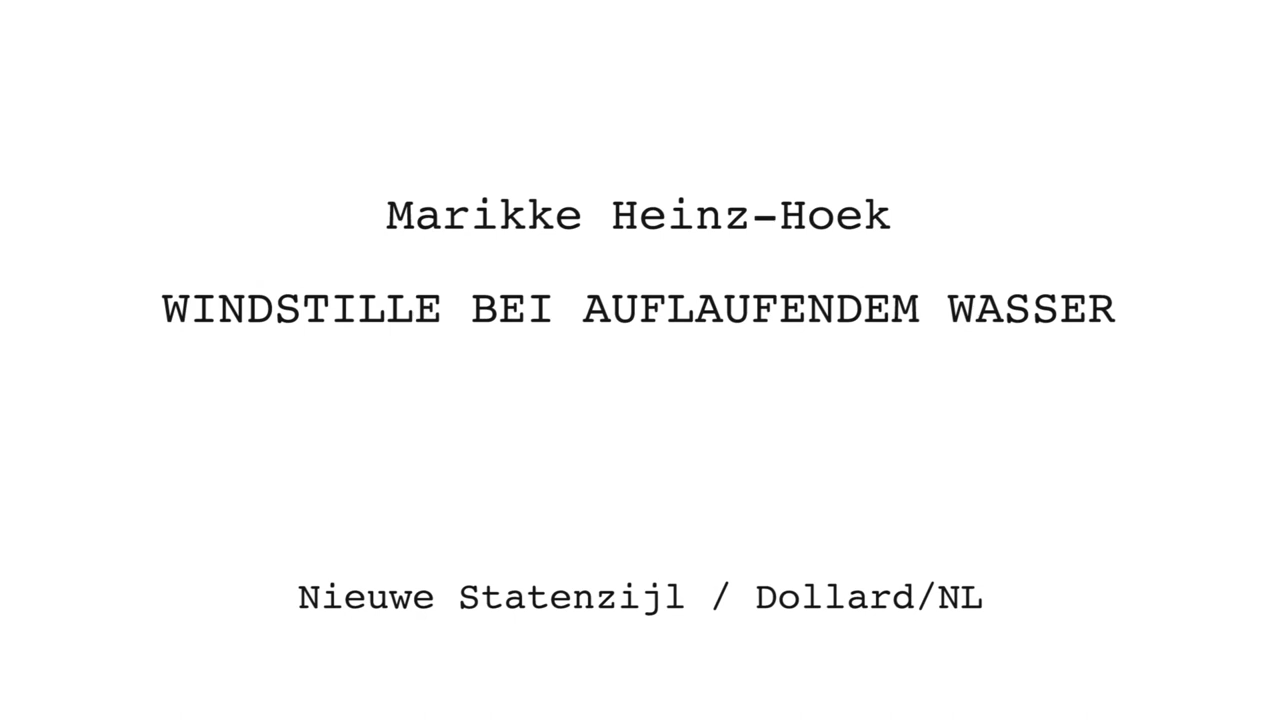 Marikke Heinz-Hoek
WINDSTILLE BEI AUFLAUFENDEM WASSER
Nieuwe Statenzijl / Dollard/NL